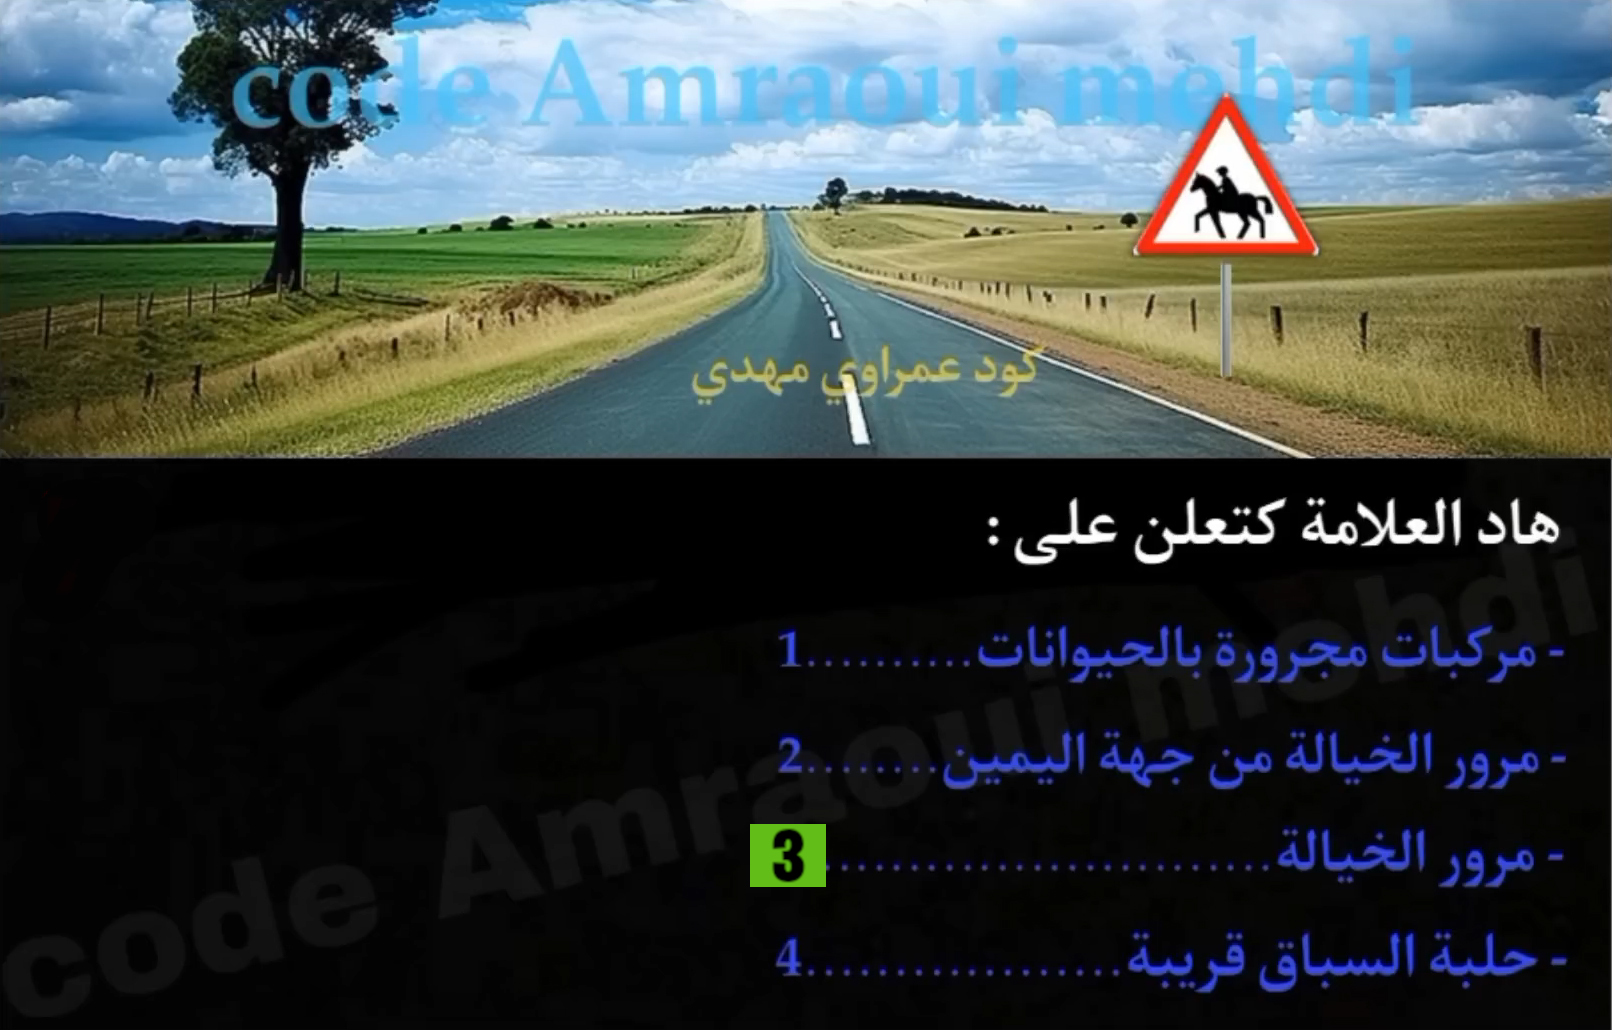 code Amraoui mehdi
كود عمراوي مهدي
هاد العلامة كتعلن على :
- مركبات مجرورة بالحيوانات..........1
- مرور الخيالة من جهة اليمين........2
- مرور الخيالة...........................3
- حلبة السباق قريبة...................4
code Amraoui mehdi